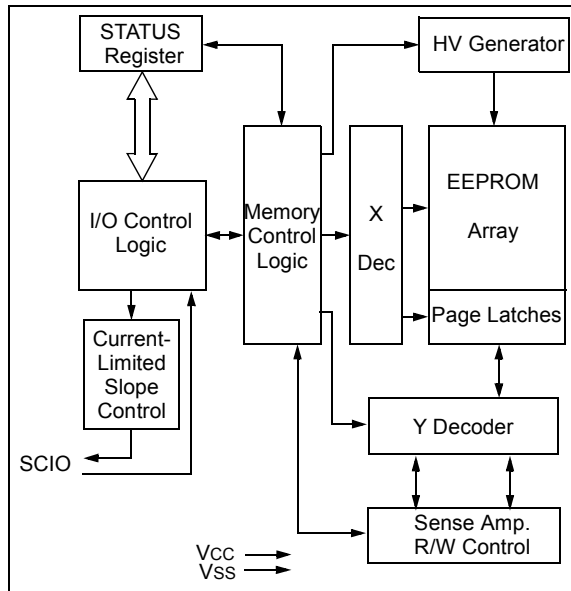 STATUS
Register
HV Generator
I/O Control
Logic
Memory
Control
Logic
X
Dec
EEPROM
Array
Page Latches
Current-
Limited
Slope
Control
Y Decoder
SCIO
Sense Amp.
R/W Control
VCC
VSS